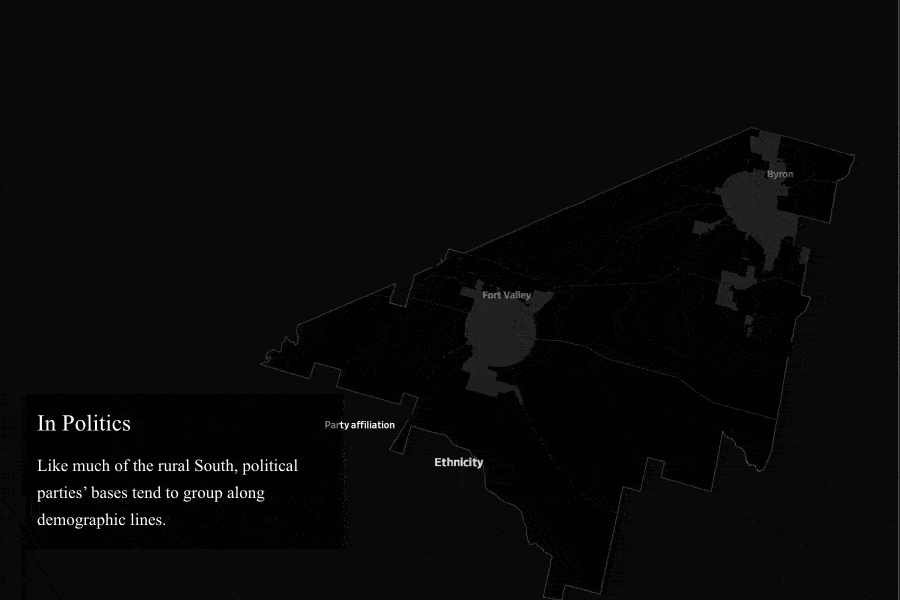 Byron
Fort Valley
In Politics
Party affiliation
Like much of the rural South, political
parties’ bases tend to group along
demographic lines.
Ethnicity